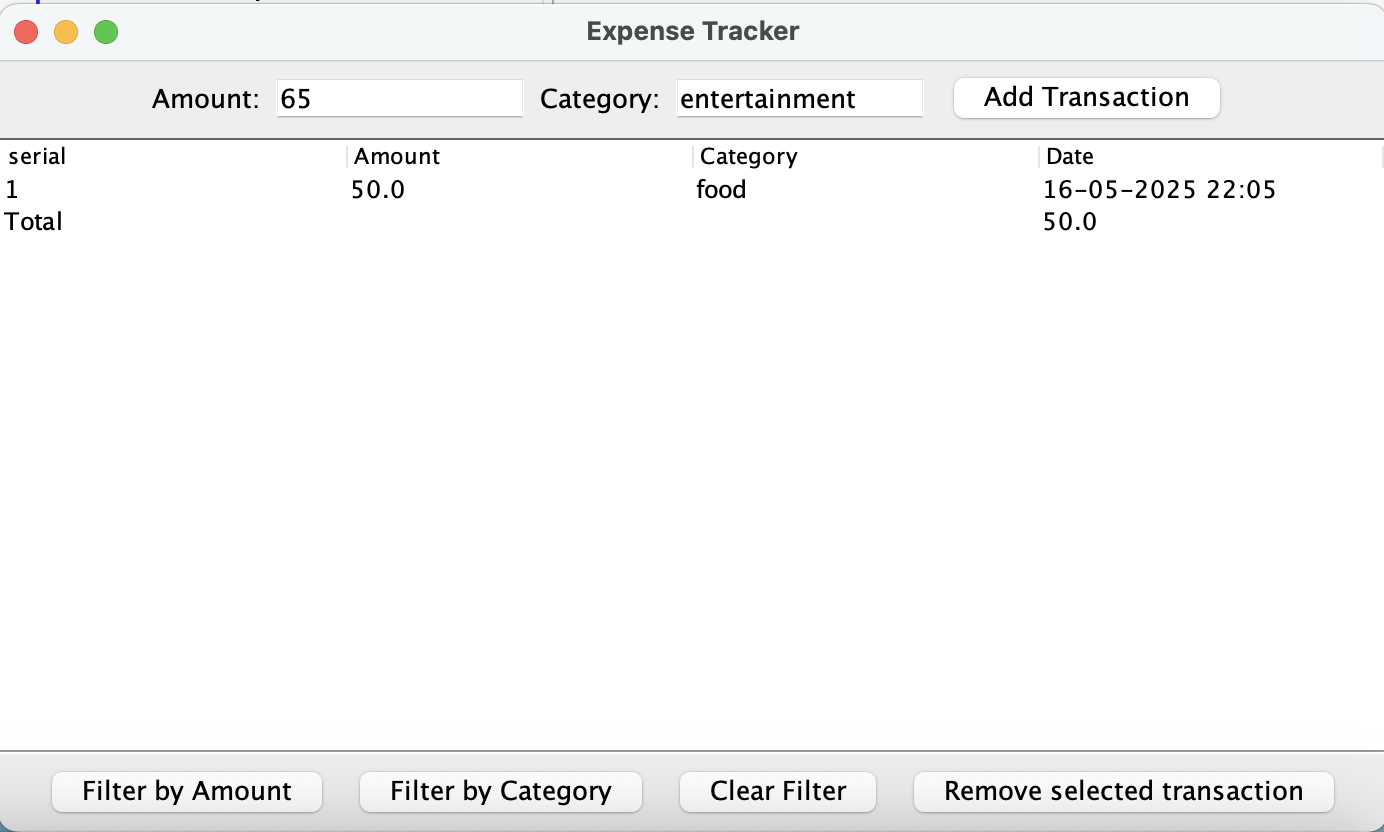 Expense Tracker
Amount: 65 Category: entertainment Add Transaction
serial Amount Category Date
1 50.0 food 16-05-2025 22:05
Total 50.0
Filter by Amount Filter by Category Clear Filter Remove selected transaction